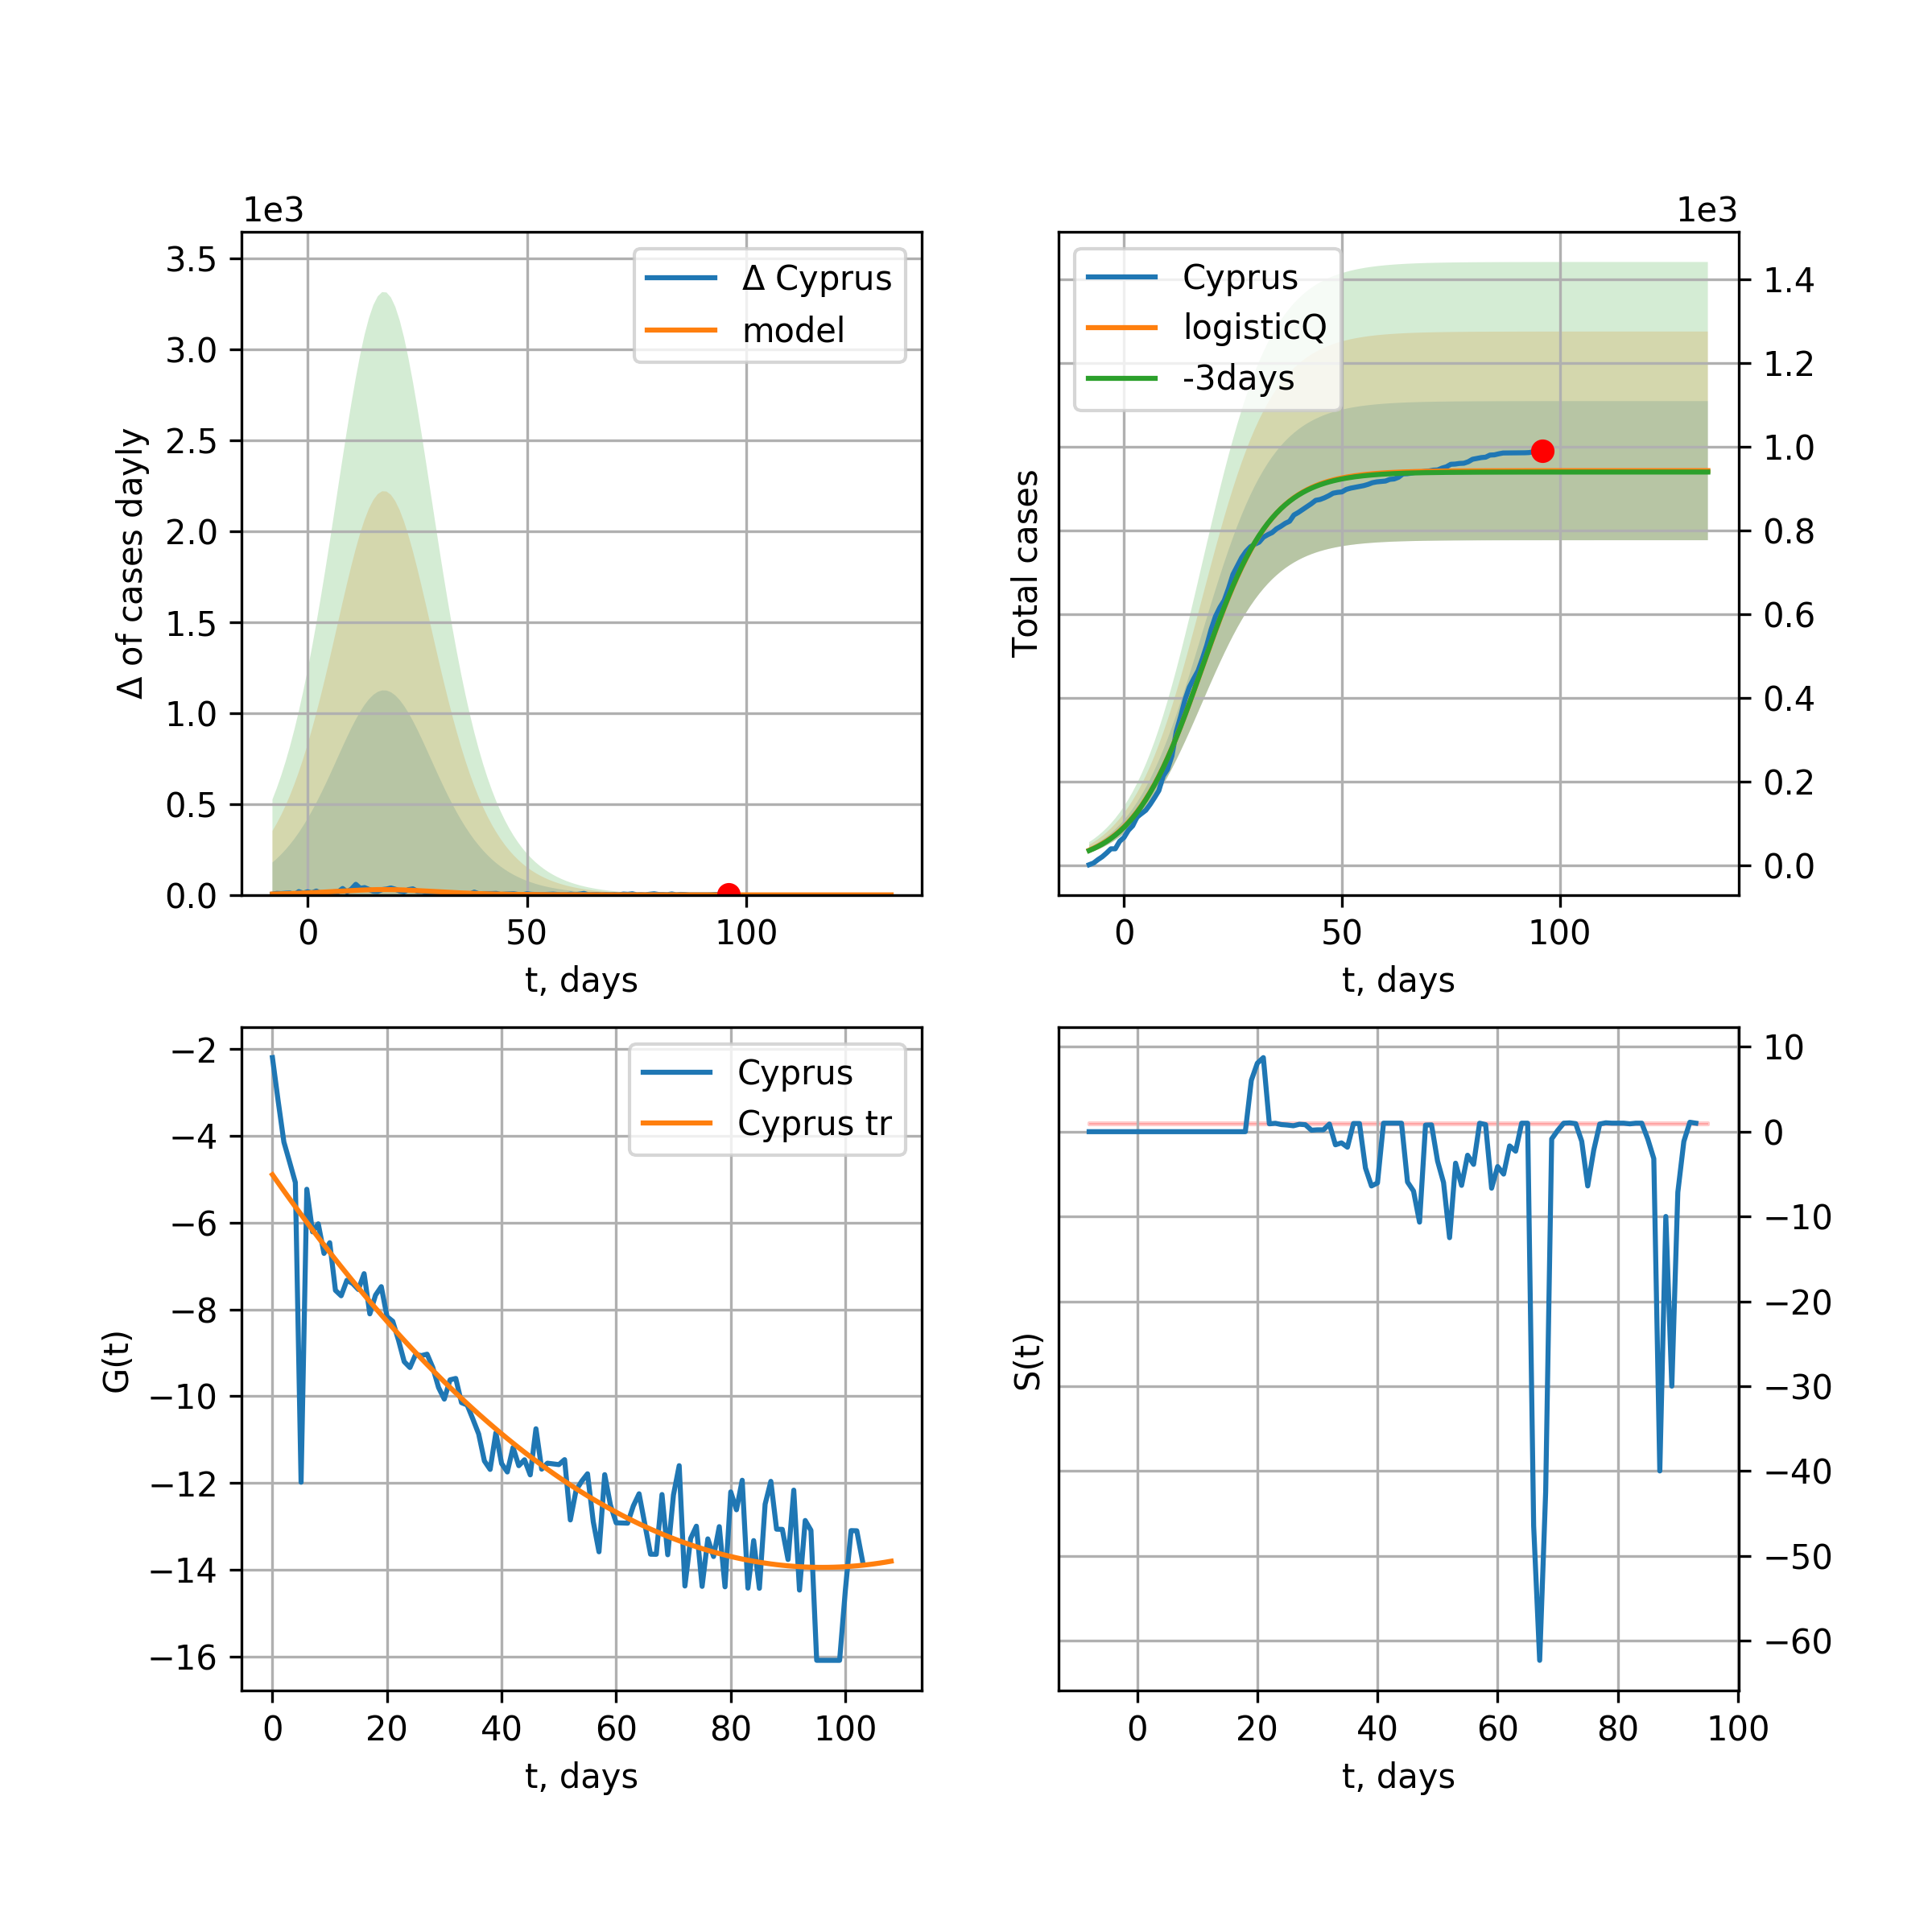 1e3
3.5
3.0
2.5
2.0
1.5
1.0
0.5
0.0
Δ of cases dayly
Δ Cyprus
model
0 50 100
t, days
1e3
Cyprus
logisticQ
-3days
Total cases
1.4
1.2
1.0
0.8
0.6
0.4
0.2
0.0
0 50 100
t, days
−2
−4
−6
−8
−10
−12
−14
−16
G(t)
Cyprus
Cyprus tr
0 20 40 60 80 100
t, days
S(t)
10
0
−10
−20
−30
−40
−50
−60
0 20 40 60 80 100
t, days